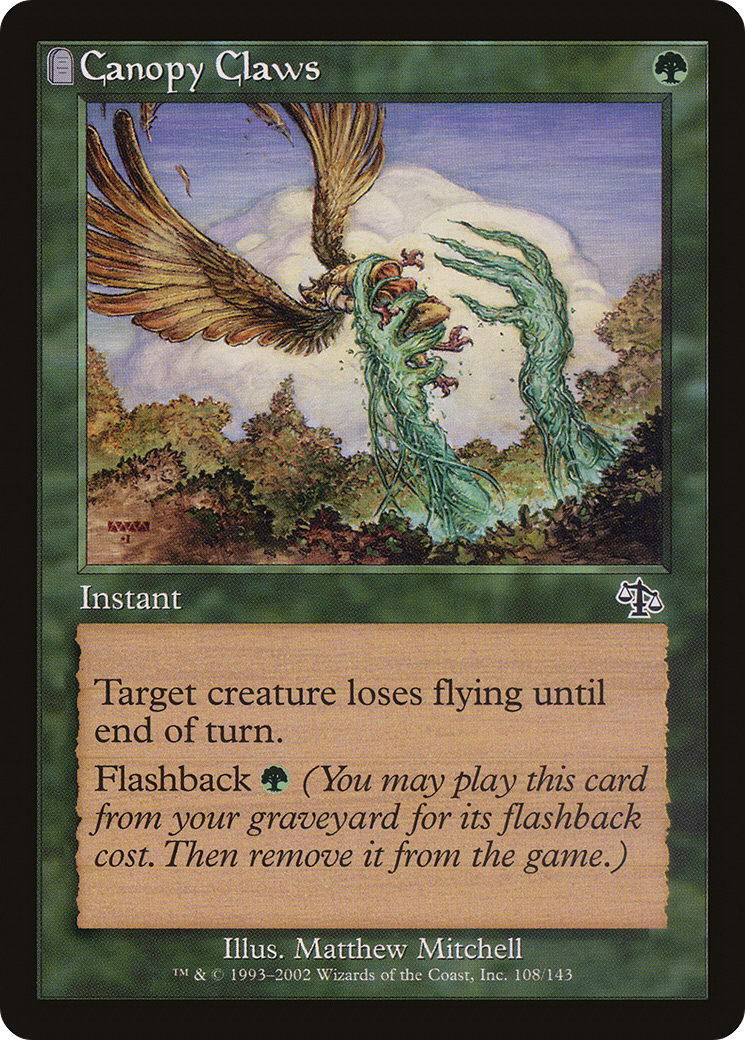 Canopy Claws
Instant
Target creature loses flying until
end of turn.
Flashback (You may play this card
from your graveyard for its flashback
cost. Then remove it from the game.)
Illus. Matthew Mitchell
™ & © 1993–2002 Wizards of the Coast, Inc. 108/143